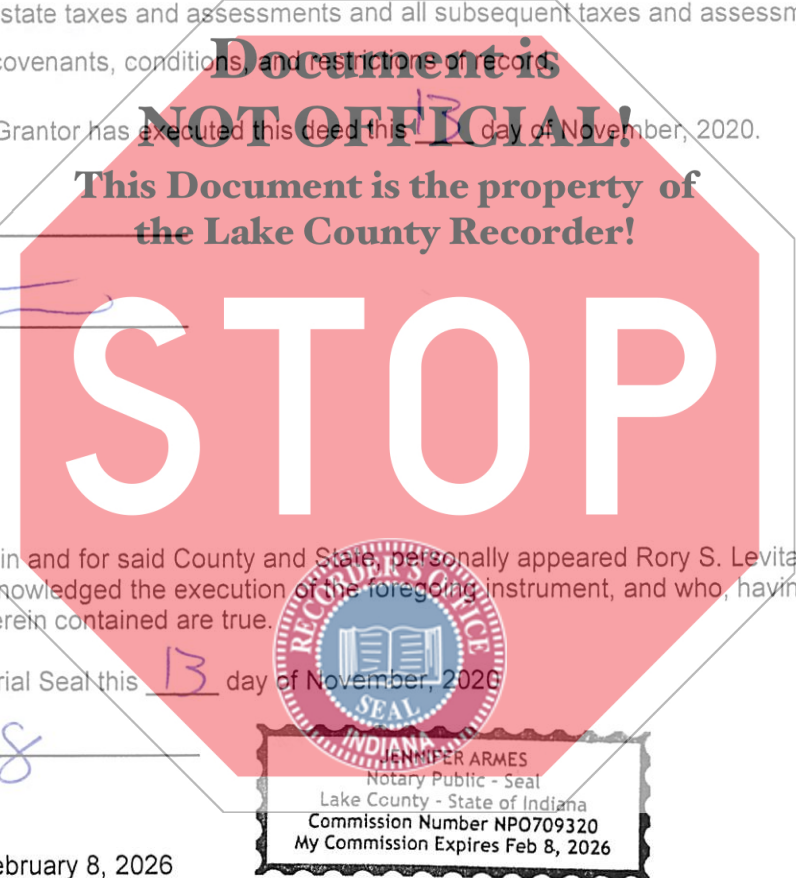 state taxes and assessments and all subsequent taxes and assessm
covenants, conditions, and restrictions of record.
Document is
Grantor has executed this deed this 13 day of November, 2020.
NOT OFFICIAL!
This Document is the property of
the Lake County Recorder!
STOP
in and for said County and State, personally appeared Rory S. Levita
nowledged the execution of the foregoing instrument, and who, havin
erein contained are true.
RECORDER'S OFFICE
SEAL
INDIANA
rial Seal this 13 day of November, 2020
JENNIFER ARMES
Notary Public - Seal
Lake County - State of Indiana
Commission Number NP0709320
My Commission Expires Feb 8, 2026
ebruary 8, 2026